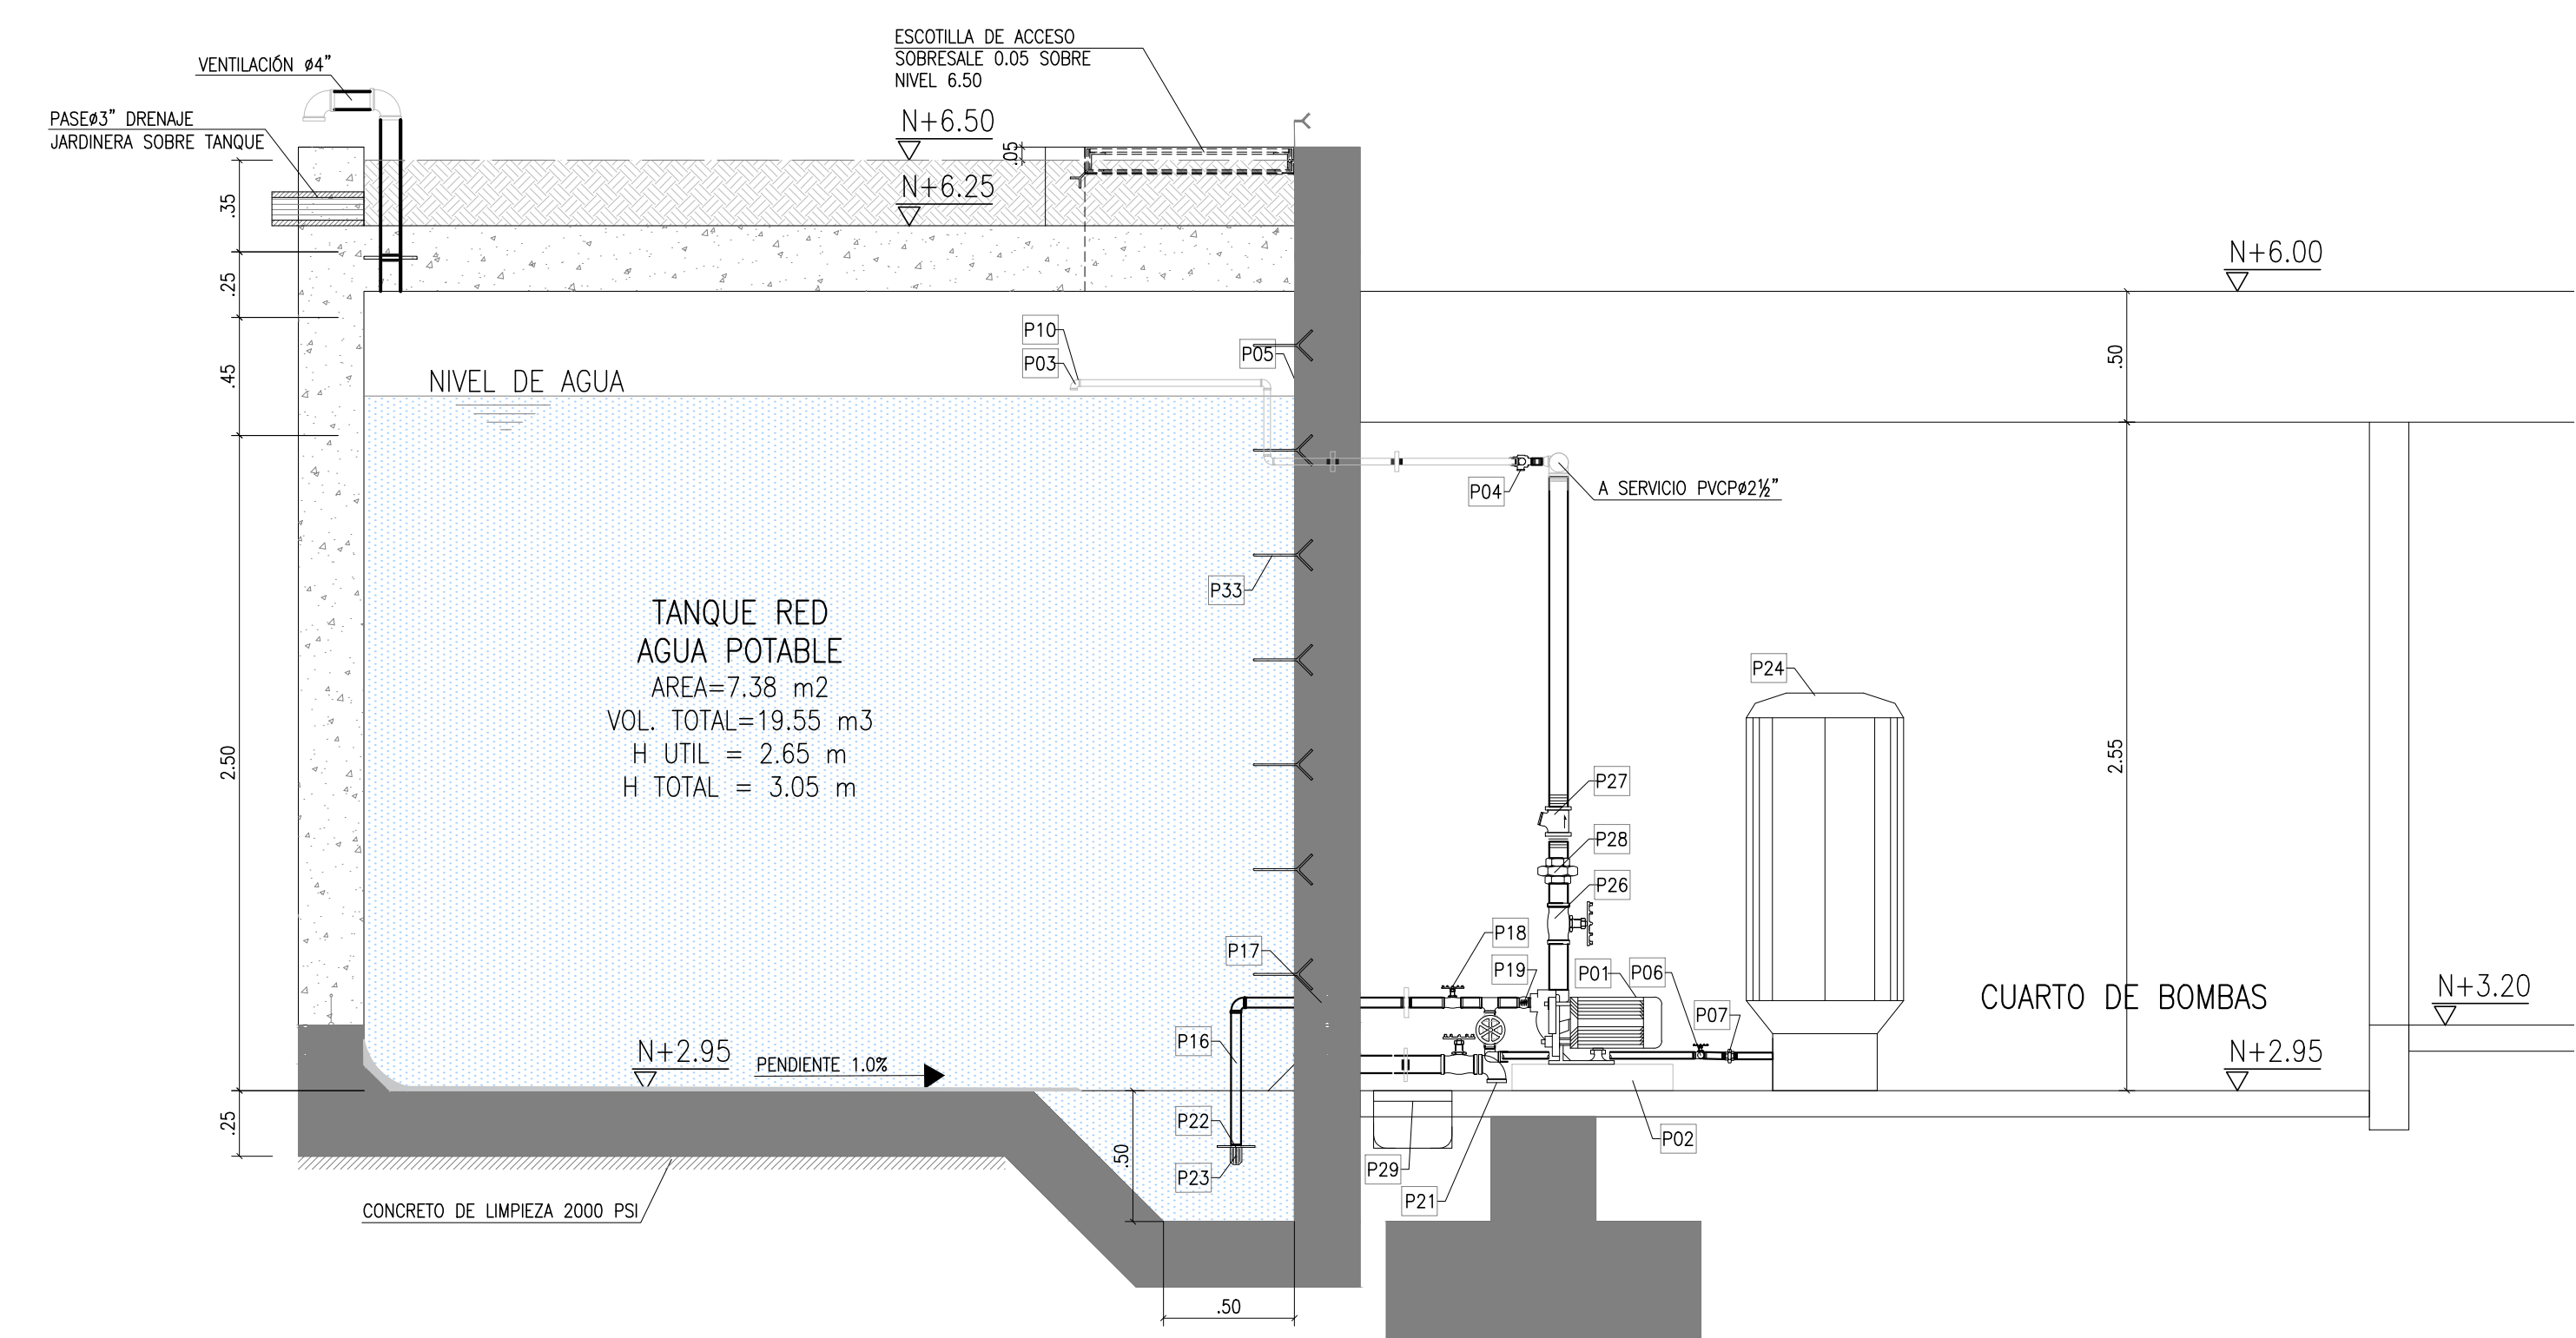 ESCOTILLA DE ACCESO
SOBRESALE 0.05 SOBRE
NIVEL 6.50
VENTILACIÓN ø4"
PASEø3" DRENAJE
JARDINERA SOBRE TANQUE
N+6.50
.05
N+6.25
.35
N+6.00
.25
P10
P03
P05
.50
.45
NIVEL DE AGUA
P04
A SERVICIO PVCPø2½"
P33
TANQUE RED
AGUA POTABLE
AREA=7.38 m2
VOL. TOTAL=19.55 m3
H UTIL = 2.65 m
H TOTAL = 3.05 m
P24
2.50
2.55
P27
P28
P26
P18
P17
P19
P01
P06
P07
CUARTO DE BOMBAS
N+3.20
P16
N+2.95
PENDIENTE 1.0%
N+2.95
.25
P22
.50
P02
P29
P23
P21
CONCRETO DE LIMPIEZA 2000 PSI
.50